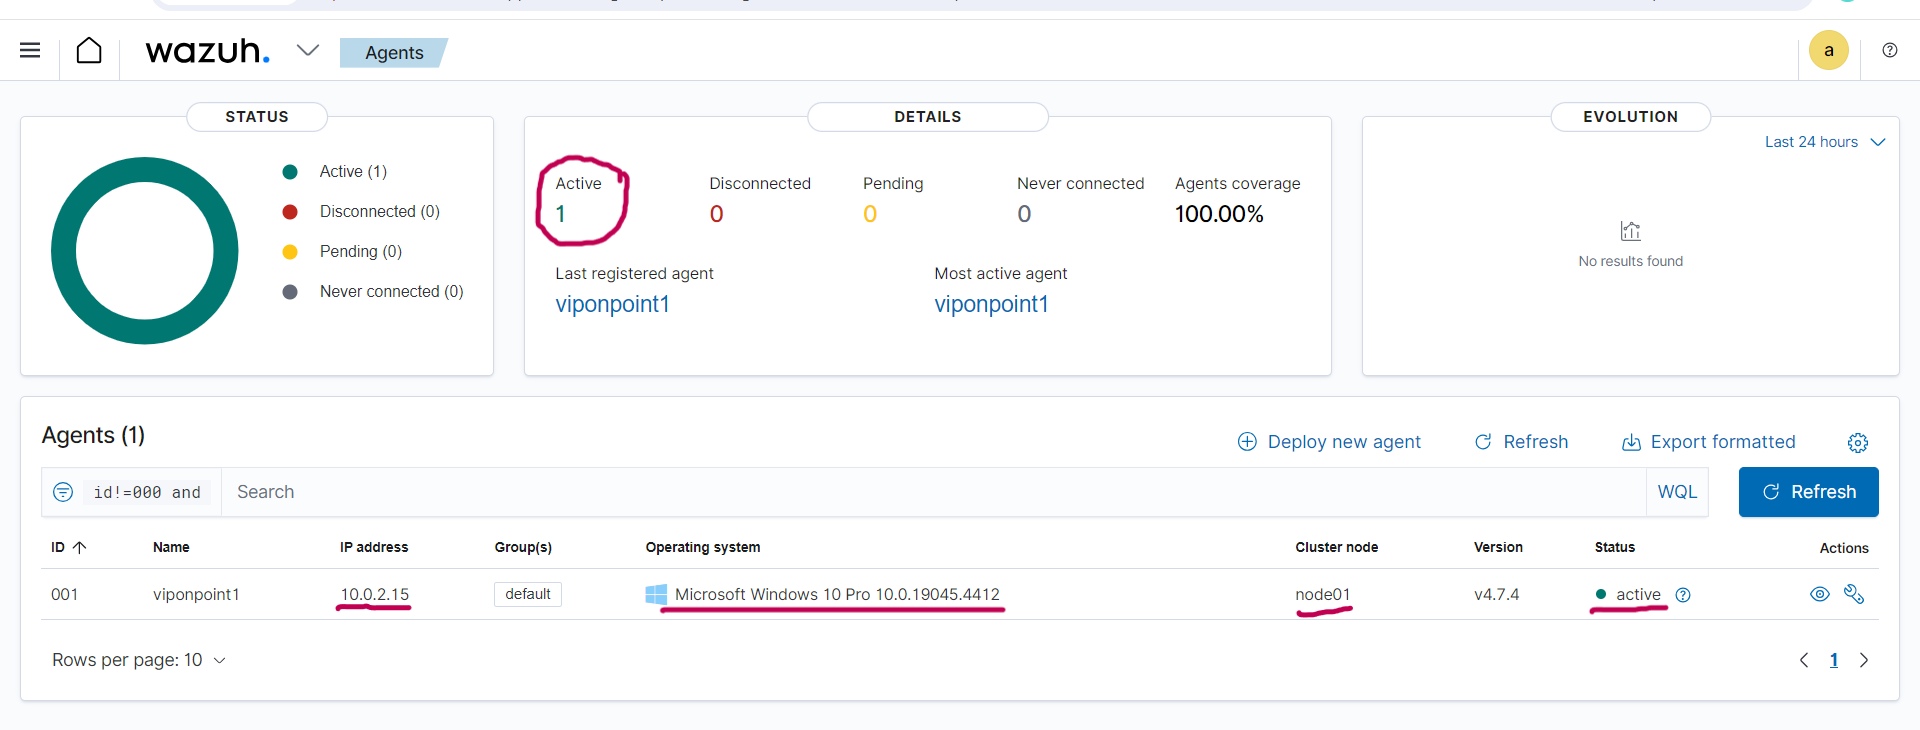 wazuh.
Agents
a
STATUS
Active (1)
Disconnected (0)
Pending (0)
Never connected (0)
DETAILS
Active
1
Disconnected
0
Pending
0
Never connected
0
Agents coverage
100.00%
Last registered agent
viponpoint1
Most active agent
viponpoint1
EVOLUTION
Last 24 hours
No results found
Agents (1)
Deploy new agent
Refresh
Export formatted
id!=000 and
Search
WQL
Refresh
ID Name IP address Group(s) Operating system Cluster node Version Status Actions
001 viponpoint1 10.0.2.15 default Microsoft Windows 10 Pro 10.0.19045.4412 node01 v4.7.4 active
Rows per page: 10
1